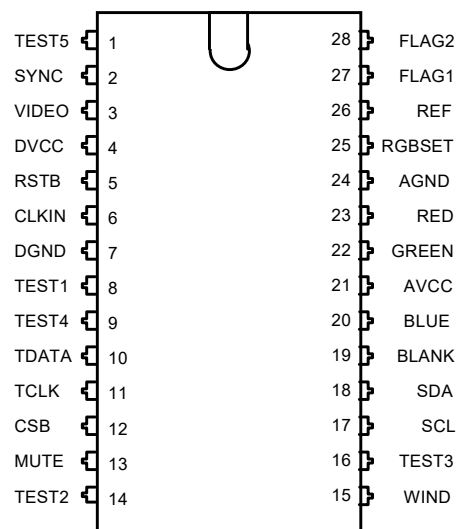 TEST5 1 28 FLAG2
SYNC 2 27 FLAG1
VIDEO 3 26 REF
DVCC 4 25 RGBSET
RSTB 5 24 AGND
CLKIN 6 23 RED
DGND 7 22 GREEN
TEST1 8 21 AVCC
TEST4 9 20 BLUE
TDATA 10 19 BLANK
TCLK 11 18 SDA
CSB 12 17 SCL
MUTE 13 16 TEST3
TEST2 14 15 WIND